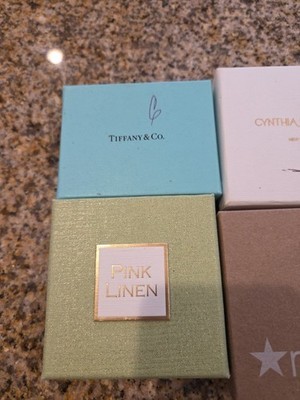 TIFFANY & CO.
CYNTHIA
PINK
LINEN